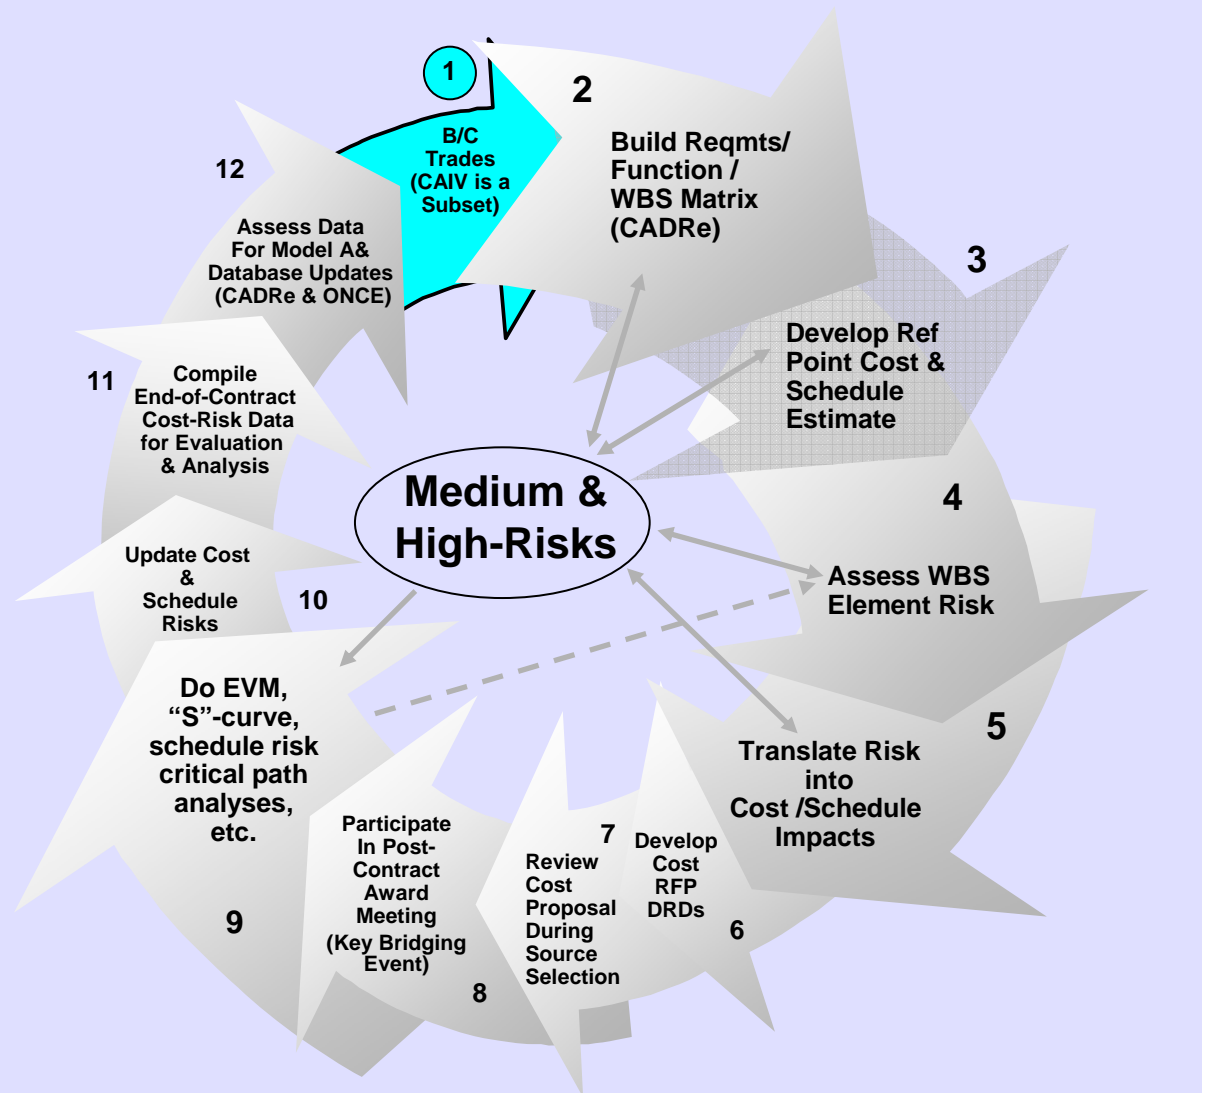 1
B/C
Trades
(CAIV is a
Subset)
2
Build Reqmts/
Function /
WBS Matrix
(CADRe)
3
Develop Ref
Point Cost &
Schedule
Estimate
4
Assess WBS
Element Risk
5
Translate Risk
into
Cost /Schedule
Impacts
6
Develop
Cost
RFP
DRDs
7
Review
Cost
Proposal
During
Source
Selection
8
Participate
In Post-
Contract
Award
Meeting
(Key Bridging
Event)
9
Do EVM,
“S”-curve,
schedule risk
critical path
analyses,
etc.
10
Update Cost
&
Schedule
Risks
11
Compile
End-of-Contract
Cost-Risk Data
for Evaluation
& Analysis
12
Assess Data
For Model A&
Database Updates
(CADRe & ONCE)
Medium &
High-Risks